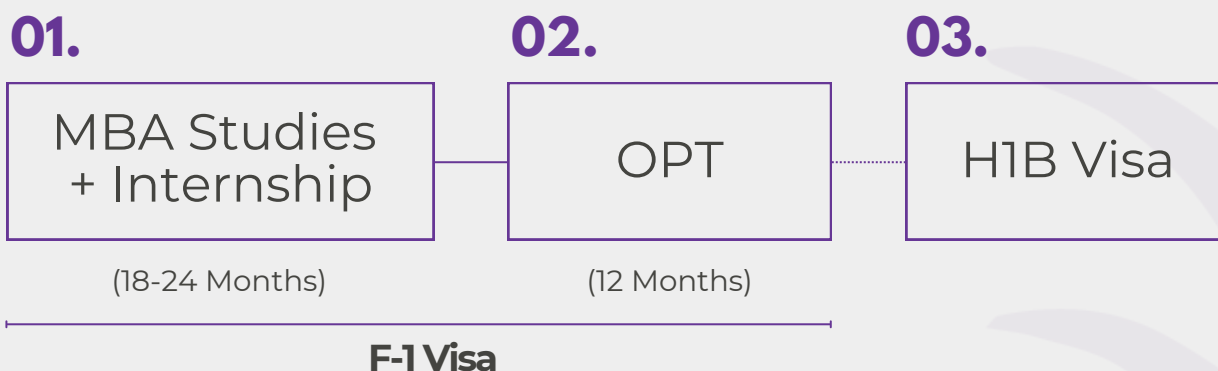 01.
MBA Studies
+ Internship
(18-24 Months)
02.
OPT
(12 Months)
03.
H1B Visa
F-1 Visa